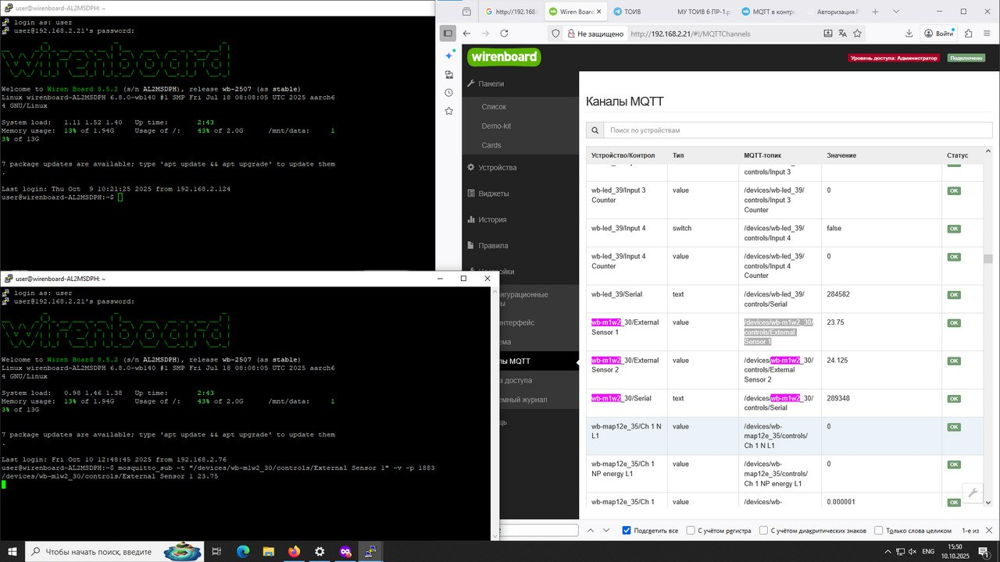 user@wirenboard-AL2MSDPH: ~
login as: user
user@192.168.2.21's password:
wirenboard
Welcome to Wiren Board 8.5.2 (s/n AL2MSDPH), release wb-2507 (as stable)
Linux wirenboard-AL2MSDPH 6.8.0-wb140 #1 SMP Fri Jul 18 08:08:05 UTC 2025 aarch6
4 GNU/Linux
System load: 1.11 1.52 1.40 Up time: 2:43
Memory usage: 13% of 1.94G Usage of /: 43% of 2.0G /mnt/data: 1
3% of 13G
7 package updates are available; type 'apt update && apt upgrade' to update them
.
Last login: Thu Oct 9 10:21:25 2025 from 192.168.2.124
user@wirenboard-AL2MSDPH:~$
user@wirenboard-AL2MSDPH: ~
login as: user
user@192.168.2.21's password:
wirenboard
Welcome to Wiren Board 8.5.2 (s/n AL2MSDPH), release wb-2507 (as stable)
Linux wirenboard-AL2MSDPH 6.8.0-wb140 #1 SMP Fri Jul 18 08:08:05 UTC 2025 aarch6
4 GNU/Linux
System load: 0.98 1.46 1.38 Up time: 2:43
Memory usage: 13% of 1.94G Usage of /: 43% of 2.0G /mnt/data: 1
3% of 13G
7 package updates are available; type 'apt update && apt upgrade' to update them
.
Last login: Fri Oct 10 12:48:45 2025 from 192.168.2.76
user@wirenboard-AL2MSDPH:~$ mosquitto_sub -t "/devices/wb-m1w2_30/controls/External Sensor 1" -v -p 1883
/devices/wb-m1w2_30/controls/External Sensor 1 23.75
http://192.168
Wiren Board
ТОПИК И КОН
MQTT в контр
Авторизация
Не защищено
http://192.168.2.21/#!/MQTTChannels
Войти
wirenboard
Уровень доступа: Администратор
Подключено
Панели
Список
Demo-kit
Cards
Устройства
Виджеты
История
Правила
стройки
фигурационные
ы
нтерфейс
ема
лы MQTT
а доступа
емный журнал
щь
Каналы MQTT
Поиск по устройствам
Устройство/Контрол Тип MQTT-топик Значение Статус
controls/Input 3
wb-led_39/Input 3 value /devices/wb-led_39/ 0 OK
Counter controls/Input 3
Counter
wb-led_39/Input 4 switch /devices/wb-led_39/ false OK
controls/Input 4
wb-led_39/Input 4 value /devices/wb-led_39/ 0 OK
Counter controls/Input 4
Counter
wb-led_39/Serial text /devices/wb-led_39/ 284582 OK
controls/Serial
wb-m1w2_30/External value /devices/wb-m1w2_30/ 23.75 OK
Sensor 1 controls/External
Sensor 1
wb-m1w2_30/External value /devices/wb-m1w2_30/ 24.125 OK
Sensor 2 controls/External
Sensor 2
wb-m1w2_30/Serial text /devices/wb-m1w2_30/ 289348 OK
controls/Serial
wb-map12e_35/Ch 1 N value /devices/wb- 0 OK
L1 map12e_35/controls/
Ch 1 N L1
wb-map12e_35/Ch 1 value /devices/wb- 0 OK
NP energy L1 map12e_35/controls/
Ch 1 NP energy L1
wb-map12e_35/Ch 1 value /devices/wb- 0.000001 OK
Подсветить все
С учётом регистра
С учётом диактрических знаков
Только слова целиком
1-е из
Чтобы начать поиск, введите
ENG
15:50
10.10.2025